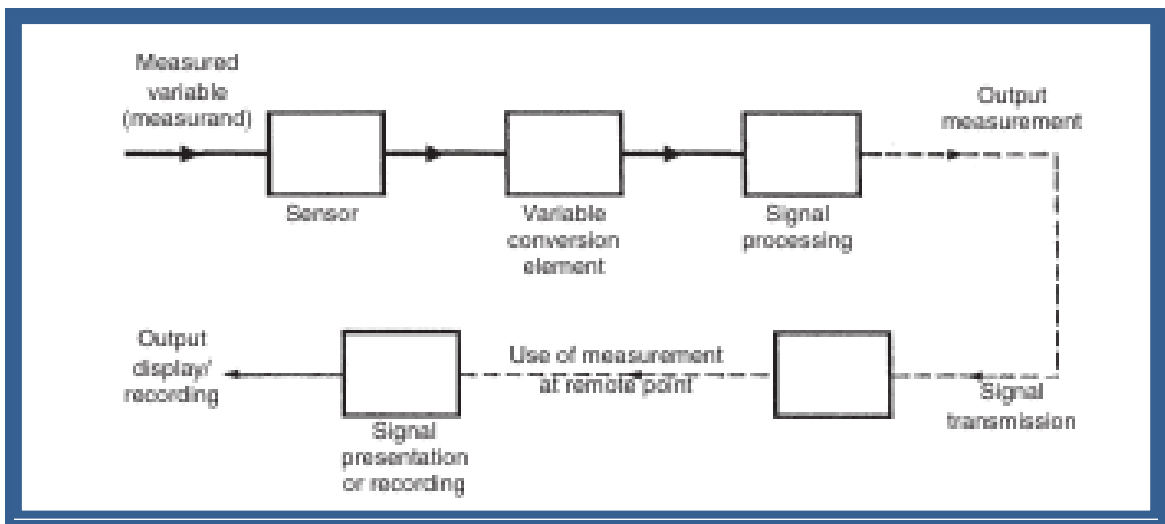 Measured
variable
(measurand)
Output
measurement
Sensor
Variable
conversion
element
Signal
processing
Output
display/
recording
Use of measurement
at remote point
Signal
transmission
Signal
presentation
or recording